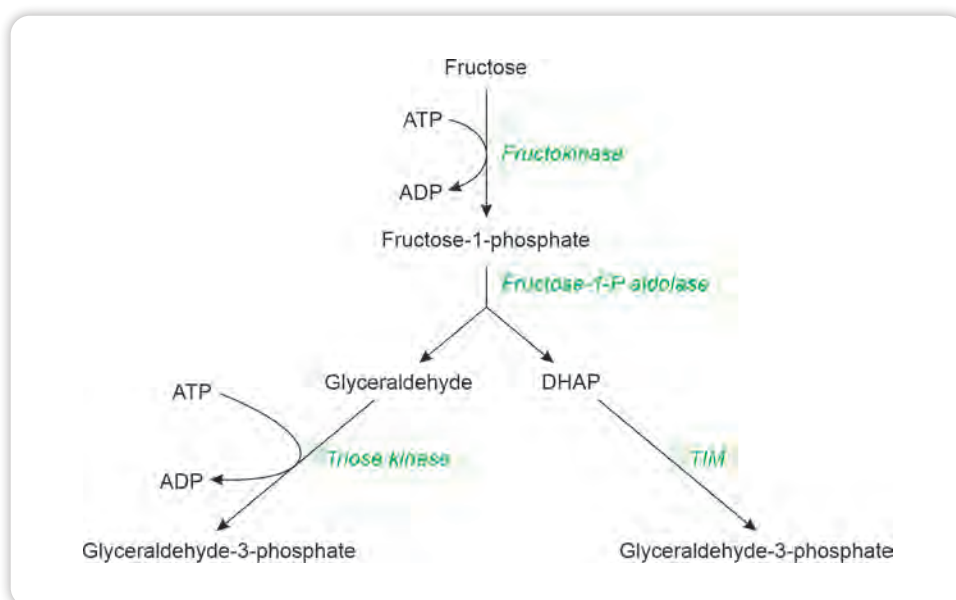 Fructose
ATP
Fructokinase
ADP
Fructose-1-phosphate
Fructose-1-P aldolase
Glyceraldehyde
DHAP
ATP
Triose kinase
TIM
ADP
Glyceraldehyde-3-phosphate
Glyceraldehyde-3-phosphate